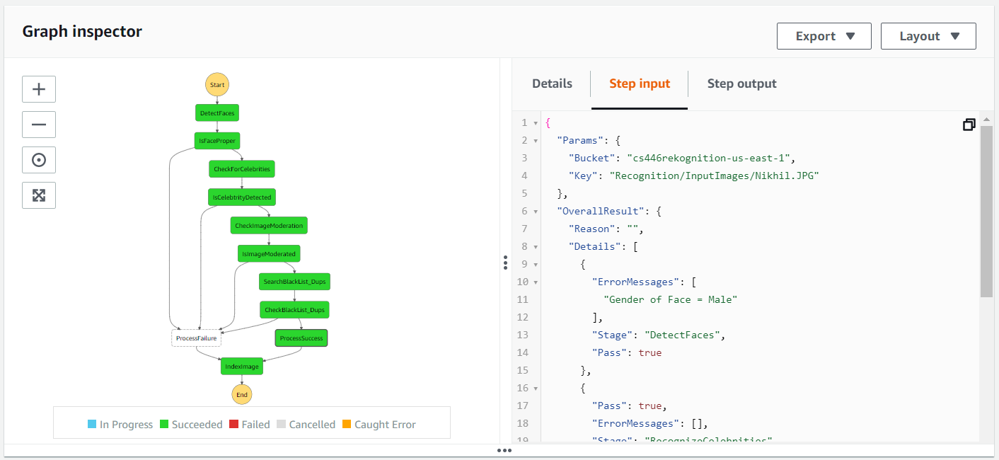 Graph inspector
Export
Layout
Start
DetectFaces
IsFaceProper
CheckForCelebrities
IsCelebtrityDetected
CheckImageModeration
IsImageModerated
SearchBlackList_Dups
CheckBlackList_Dups
ProcessFailure
ProcessSuccess
IndexImage
End
In Progress Succeeded Failed Cancelled Caught Error
Details Step input Step output
1 {
2 "Params": {
3 "Bucket": "cs446rekognition-us-east-1",
4 "Key": "Recognition/InputImages/Nikhil.JPG"
5 },
6 "OverallResult": {
7 "Reason": "",
8 "Details": [
9 {
10 "ErrorMessages": [
11 "Gender of Face = Male"
12 ],
13 "Stage": "DetectFaces",
14 "Pass": true
15 },
16 {
17 "Pass": true,
18 "ErrorMessages": [],
19 "Stage": "RecognizeCelebrities"